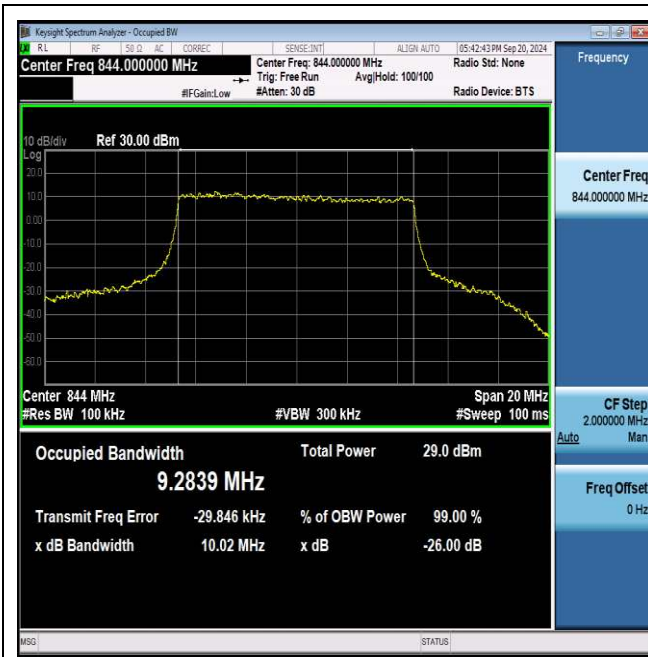 Keysight Spectrum Analyzer - Occupied BW
RL RF 50 Ω AC CORREC SENSE:INT ALIGN AUTO 05:42:43 PM Sep 20, 2024
Center Freq 844.000000 MHz Center Freq: 844.000000 MHz Radio Std: None Frequency
Trig: Free Run Avg|Hold: 100/100
#IFGain:Low #Atten: 30 dB Radio Device: BTS
10 dB/div Ref 30.00 dBm
Log
20.0
10.0
0.00
-10.0
-20.0
-30.0
-40.0
-50.0
-60.0
Center 844 MHz Span 20 MHz
#Res BW 100 kHz #VBW 300 kHz #Sweep 100 ms
Occupied Bandwidth Total Power 29.0 dBm
9.2839 MHz
Transmit Freq Error -29.846 kHz % of OBW Power 99.00 %
x dB Bandwidth 10.02 MHz x dB -26.00 dB
Center Freq
844.000000 MHz
CF Step
2.000000 MHz
Auto Man
Freq Offset
0 Hz
MSG STATUS